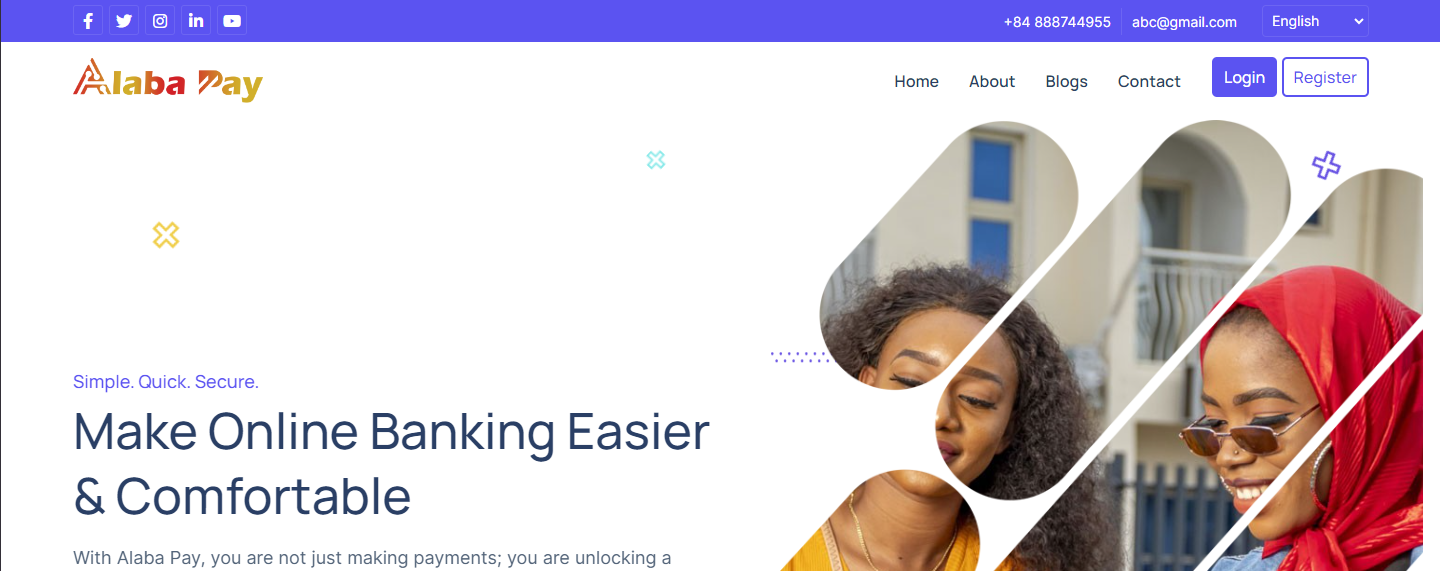 +84 888744955
abc@gmail.com
English
Alaba Pay
Home
About
Blogs
Contact
Login
Register
Simple. Quick. Secure.
Make Online Banking Easier
& Comfortable
With Alaba Pay, you are not just making payments; you are unlocking a